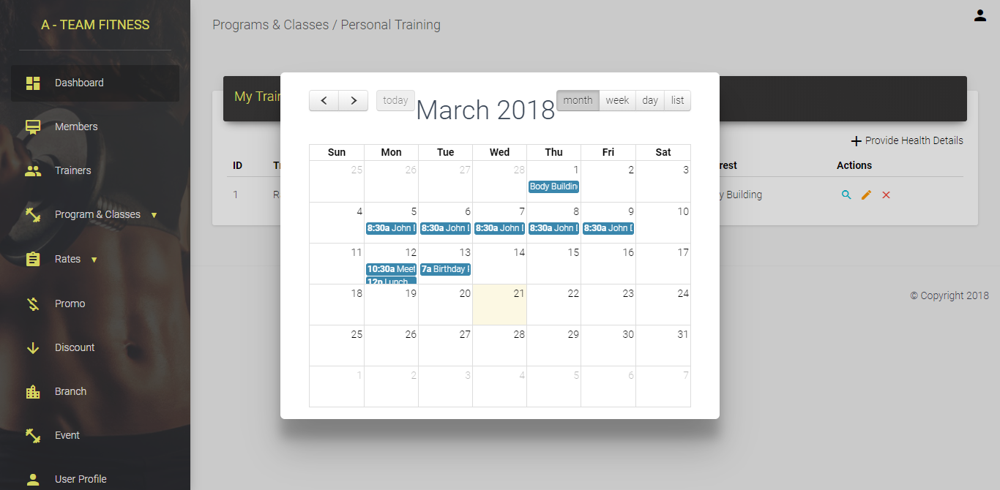 A - TEAM FITNESS
Dashboard
Members
Trainers
Program & Classes
Rates
Promo
Discount
Branch
Event
User Profile
Programs & Classes / Personal Training
My Trai
Provide Health Details
ID
Actions
1
y Building
today
March 2018
month week day list
Sun Mon Tue Wed Thu Fri Sat
25 26 27 28 1 2 3
Body Buildin
4 5 6 7 8 9 10
8:30a John 8:30a John 8:30a John 8:30a John 8:30a John
11 12 13 14 15 16 17
10:30a Meet 7a Birthday
12p Lunch
18 19 20 21 22 23 24
25 26 27 28 29 30 31
1 2 3 4 5 6 7
© Copyright 2018